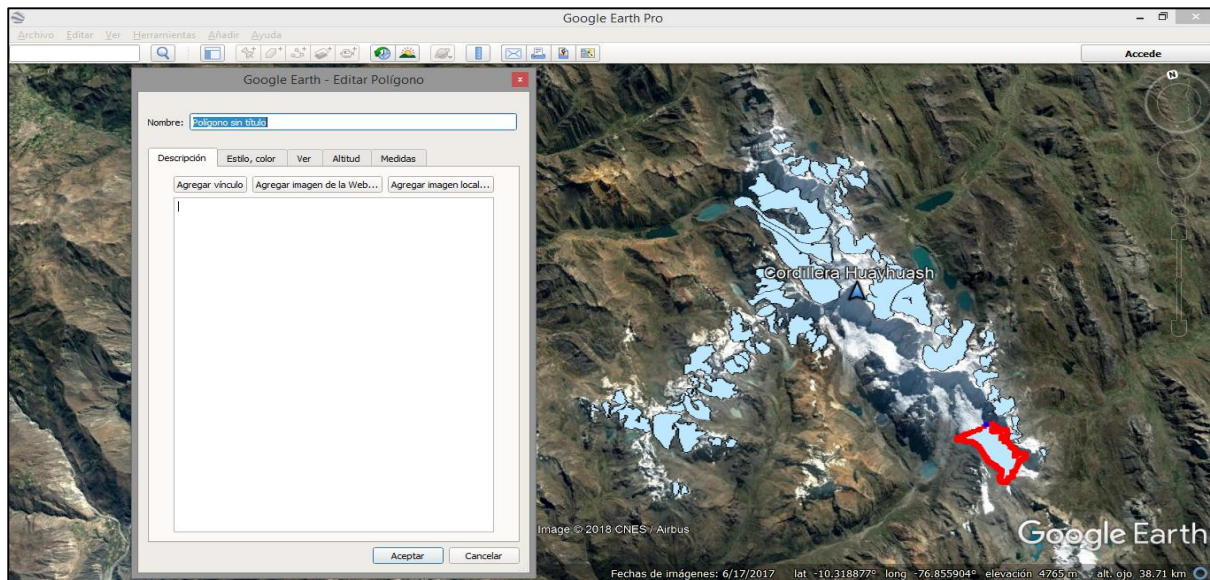 Google Earth Pro
Archivo Editar Ver Herramientas Añadir Ayuda
Accede
Google Earth - Editar Polígono
Nombre: Polígono sin título
Descripción Estilo, color Ver Altitud Medidas
Agregar vínculo Agregar imagen de la Web... Agregar imagen local...
Aceptar Cancelar
N
Cordillera Huayhuash
Image © 2018 CNES / Airbus
Google Earth
Fechas de imágenes: 6/17/2017 lat -10.318877° long -76.855904° elevación 4765 m alt. ojo 38.71 km